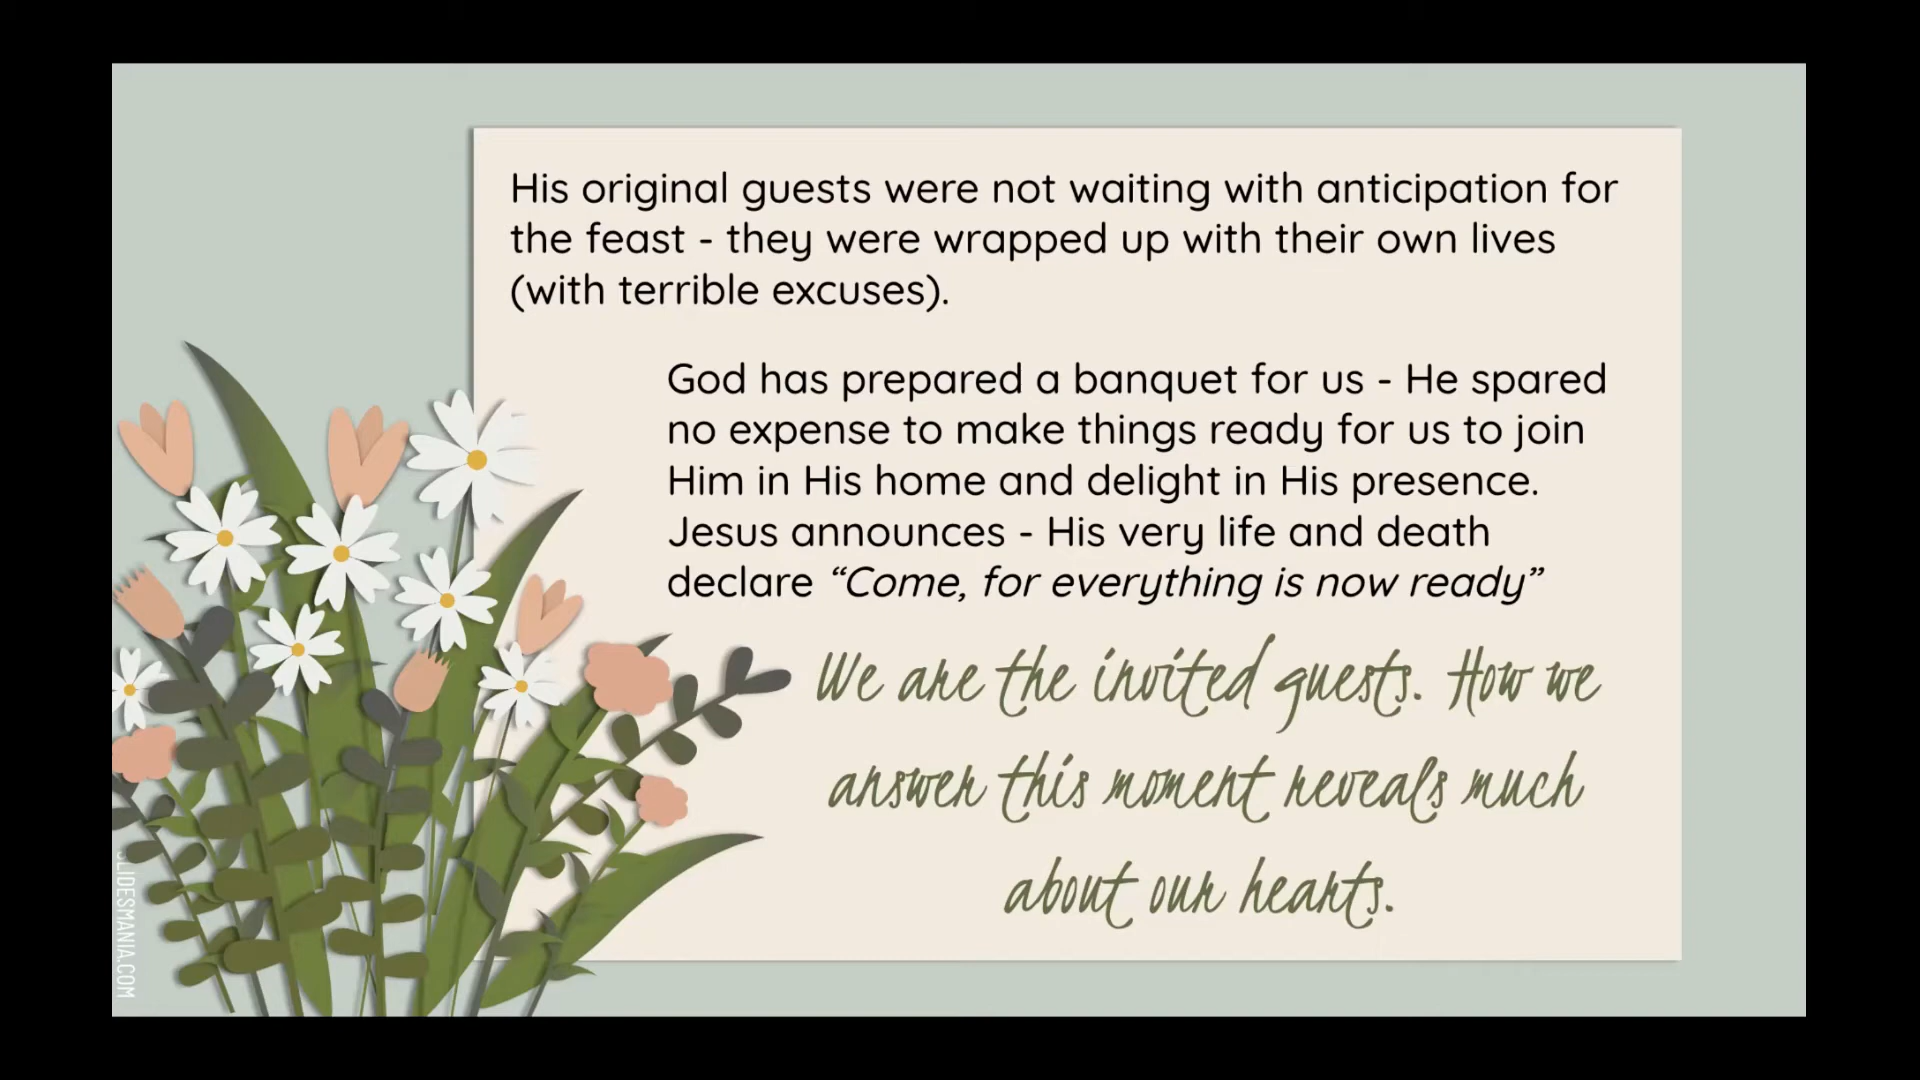 His original guests were not waiting with anticipation for
the feast - they were wrapped up with their own lives
(with terrible excuses).
God has prepared a banquet for us - He spared
no expense to make things ready for us to join
Him in His home and delight in His presence.
Jesus announces - His very life and death
declare “Come, for everything is now ready”
We are the invited guests. How we
answer this moment reveals much
about our hearts.
SLIDESMANIA.COM